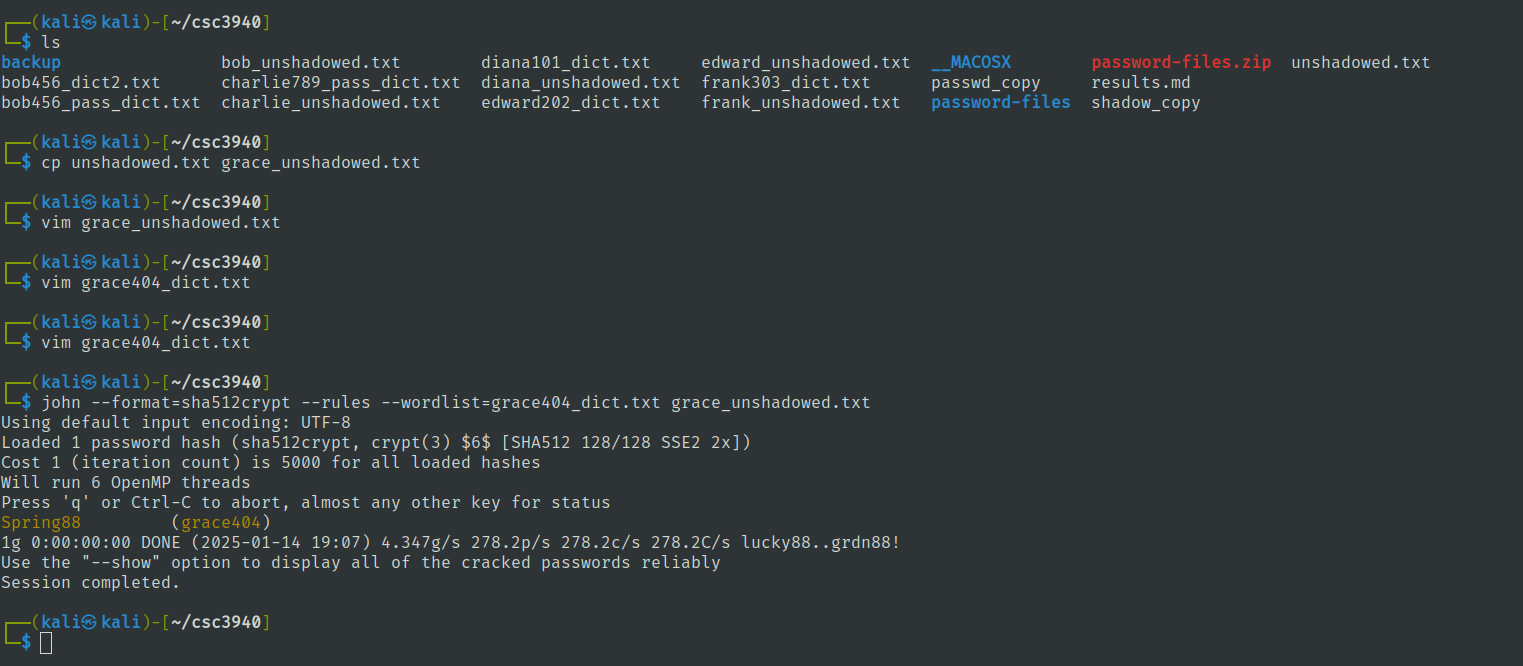 ┌──(kali㉿kali)-[~/csc3940]
└─$ ls
backup bob_unshadowed.txt diana101_dict.txt edward_unshadowed.txt __MACOSX password-files.zip unshadowed.txt
bob456_dict2.txt charlie789_pass_dict.txt diana_unshadowed.txt frank303_dict.txt passwd_copy results.md
bob456_pass_dict.txt charlie_unshadowed.txt edward202_dict.txt frank_unshadowed.txt password-files shadow_copy
┌──(kali㉿kali)-[~/csc3940]
└─$ cp unshadowed.txt grace_unshadowed.txt
┌──(kali㉿kali)-[~/csc3940]
└─$ vim grace_unshadowed.txt
┌──(kali㉿kali)-[~/csc3940]
└─$ vim grace404_dict.txt
┌──(kali㉿kali)-[~/csc3940]
└─$ vim grace404_dict.txt
┌──(kali㉿kali)-[~/csc3940]
└─$ john --format=sha512crypt --rules --wordlist=grace404_dict.txt grace_unshadowed.txt
Using default input encoding: UTF-8
Loaded 1 password hash (sha512crypt, crypt(3) $6$ [SHA512 128/128 SSE2 2x])
Cost 1 (iteration count) is 5000 for all loaded hashes
Will run 6 OpenMP threads
Press 'q' or Ctrl-C to abort, almost any other key for status
Spring88 (grace404)
1g 0:00:00:00 DONE (2025-01-14 19:07) 4.347g/s 278.2p/s 278.2c/s 278.2C/s lucky88..grdn88!
Use the "--show" option to display all of the cracked passwords reliably
Session completed.
┌──(kali㉿kali)-[~/csc3940]
└─$